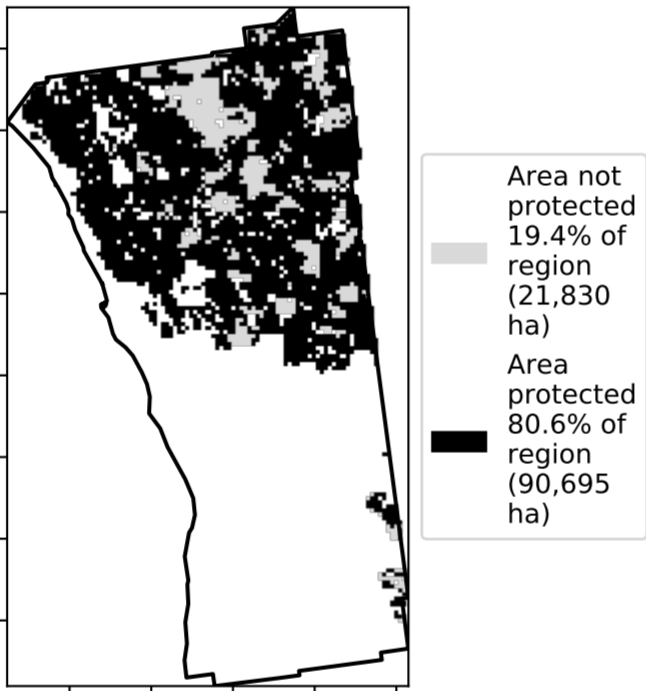 Area not
protected
19.4% of
region
(21,830
ha)
Area
protected
80.6% of
region
(90,695
ha)